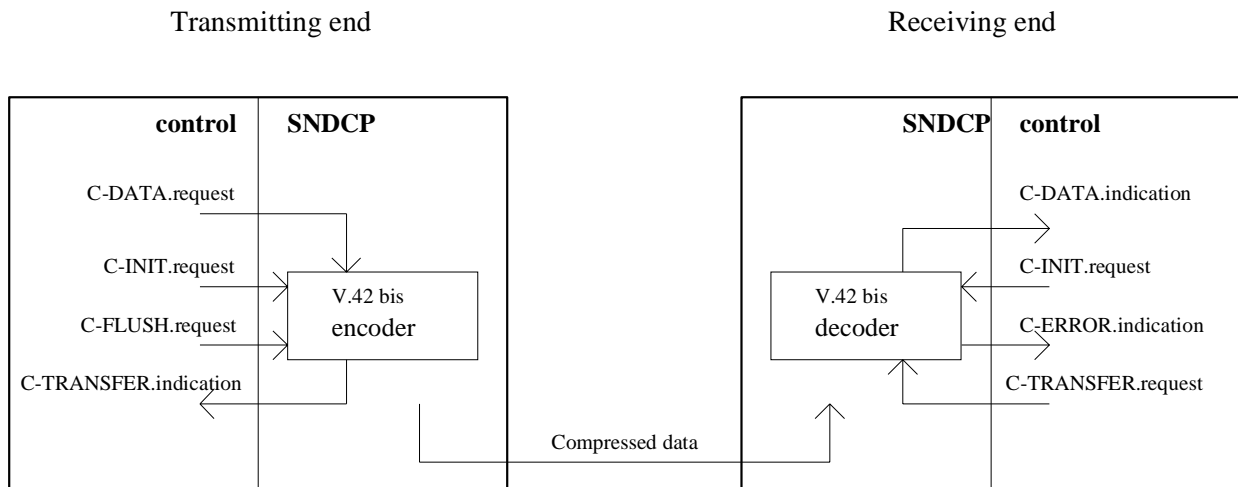 Transmitting end
Receiving end
control
SNDCP
C-DATA.request
C-INIT.request
C-FLUSH.request
C-TRANSFER.indication
V.42 bis
encoder
Compressed data
SNDCP
control
V.42 bis
decoder
C-DATA.indication
C-INIT.request
C-ERROR.indication
C-TRANSFER.request